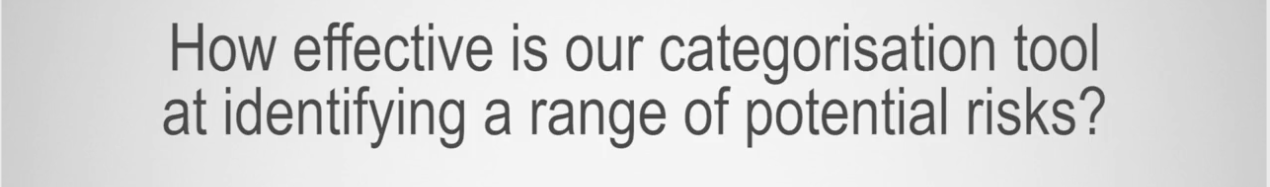 How effective is our categorisation tool
at identifying a range of potential risks?